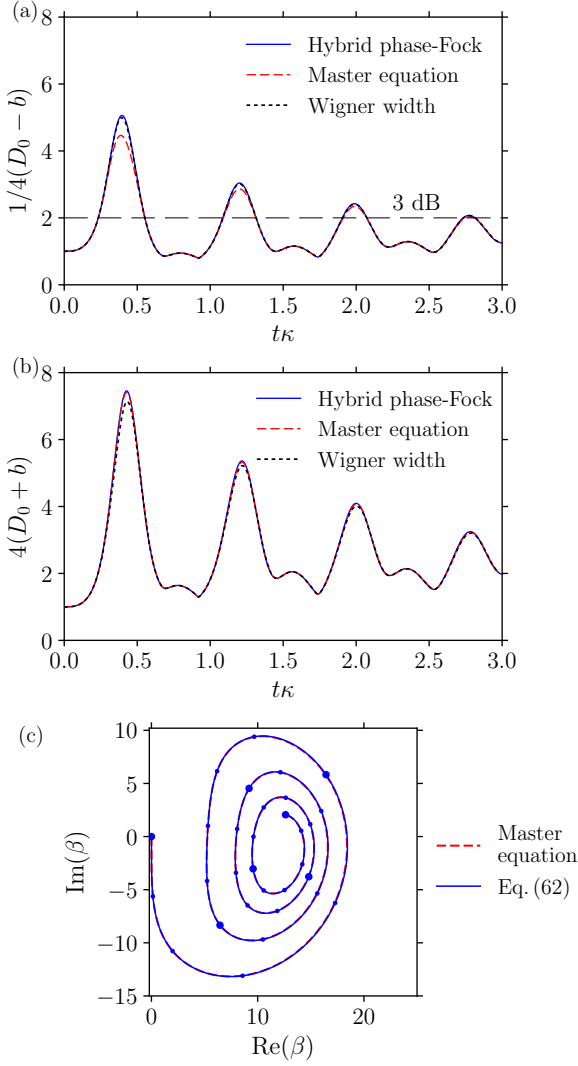 (a)
8
6
4
2
0
1/4(D₀ − b)
Hybrid phase-Fock
Master equation
Wigner width
3 dB
0.0 0.5 1.0 1.5 2.0 2.5 3.0
tκ
(b)
8
6
4
2
0
4(D₀ + b)
Hybrid phase-Fock
Master equation
Wigner width
0.0 0.5 1.0 1.5 2.0 2.5 3.0
tκ
(c)
10
5
0
−5
−10
−15
Im(β)
0 10 20
Re(β)
Master
equation
Eq. (62)